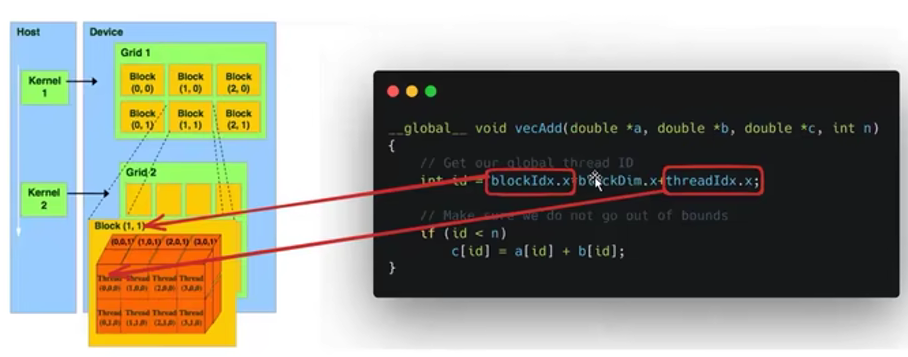 Host
Device
Grid 1
Kernel
1
Block
(0, 0)
Block
(1, 0)
Block
(2, 0)
Block
(0, 1)
Block
(1, 1)
Block
(2, 1)
Grid 2
Kernel
2
Block (1, 1)
(0,0,1) (1,0,1) (2,0,1) (3,0,1)
Thread Thread Thread Thread
(0,0,0) (1,0,0) (2,0,0) (3,0,0)
Thread Thread Thread Thread
(0,1,0) (1,1,0) (2,1,0) (3,1,0)
__global__ void vecAdd(double *a, double *b, double *c, int n)
{
// Get our global thread ID
int id = blockIdx.x*blockDim.x+threadIdx.x;
// Make sure we do not go out of bounds
if (id < n)
c[id] = a[id] + b[id];
}